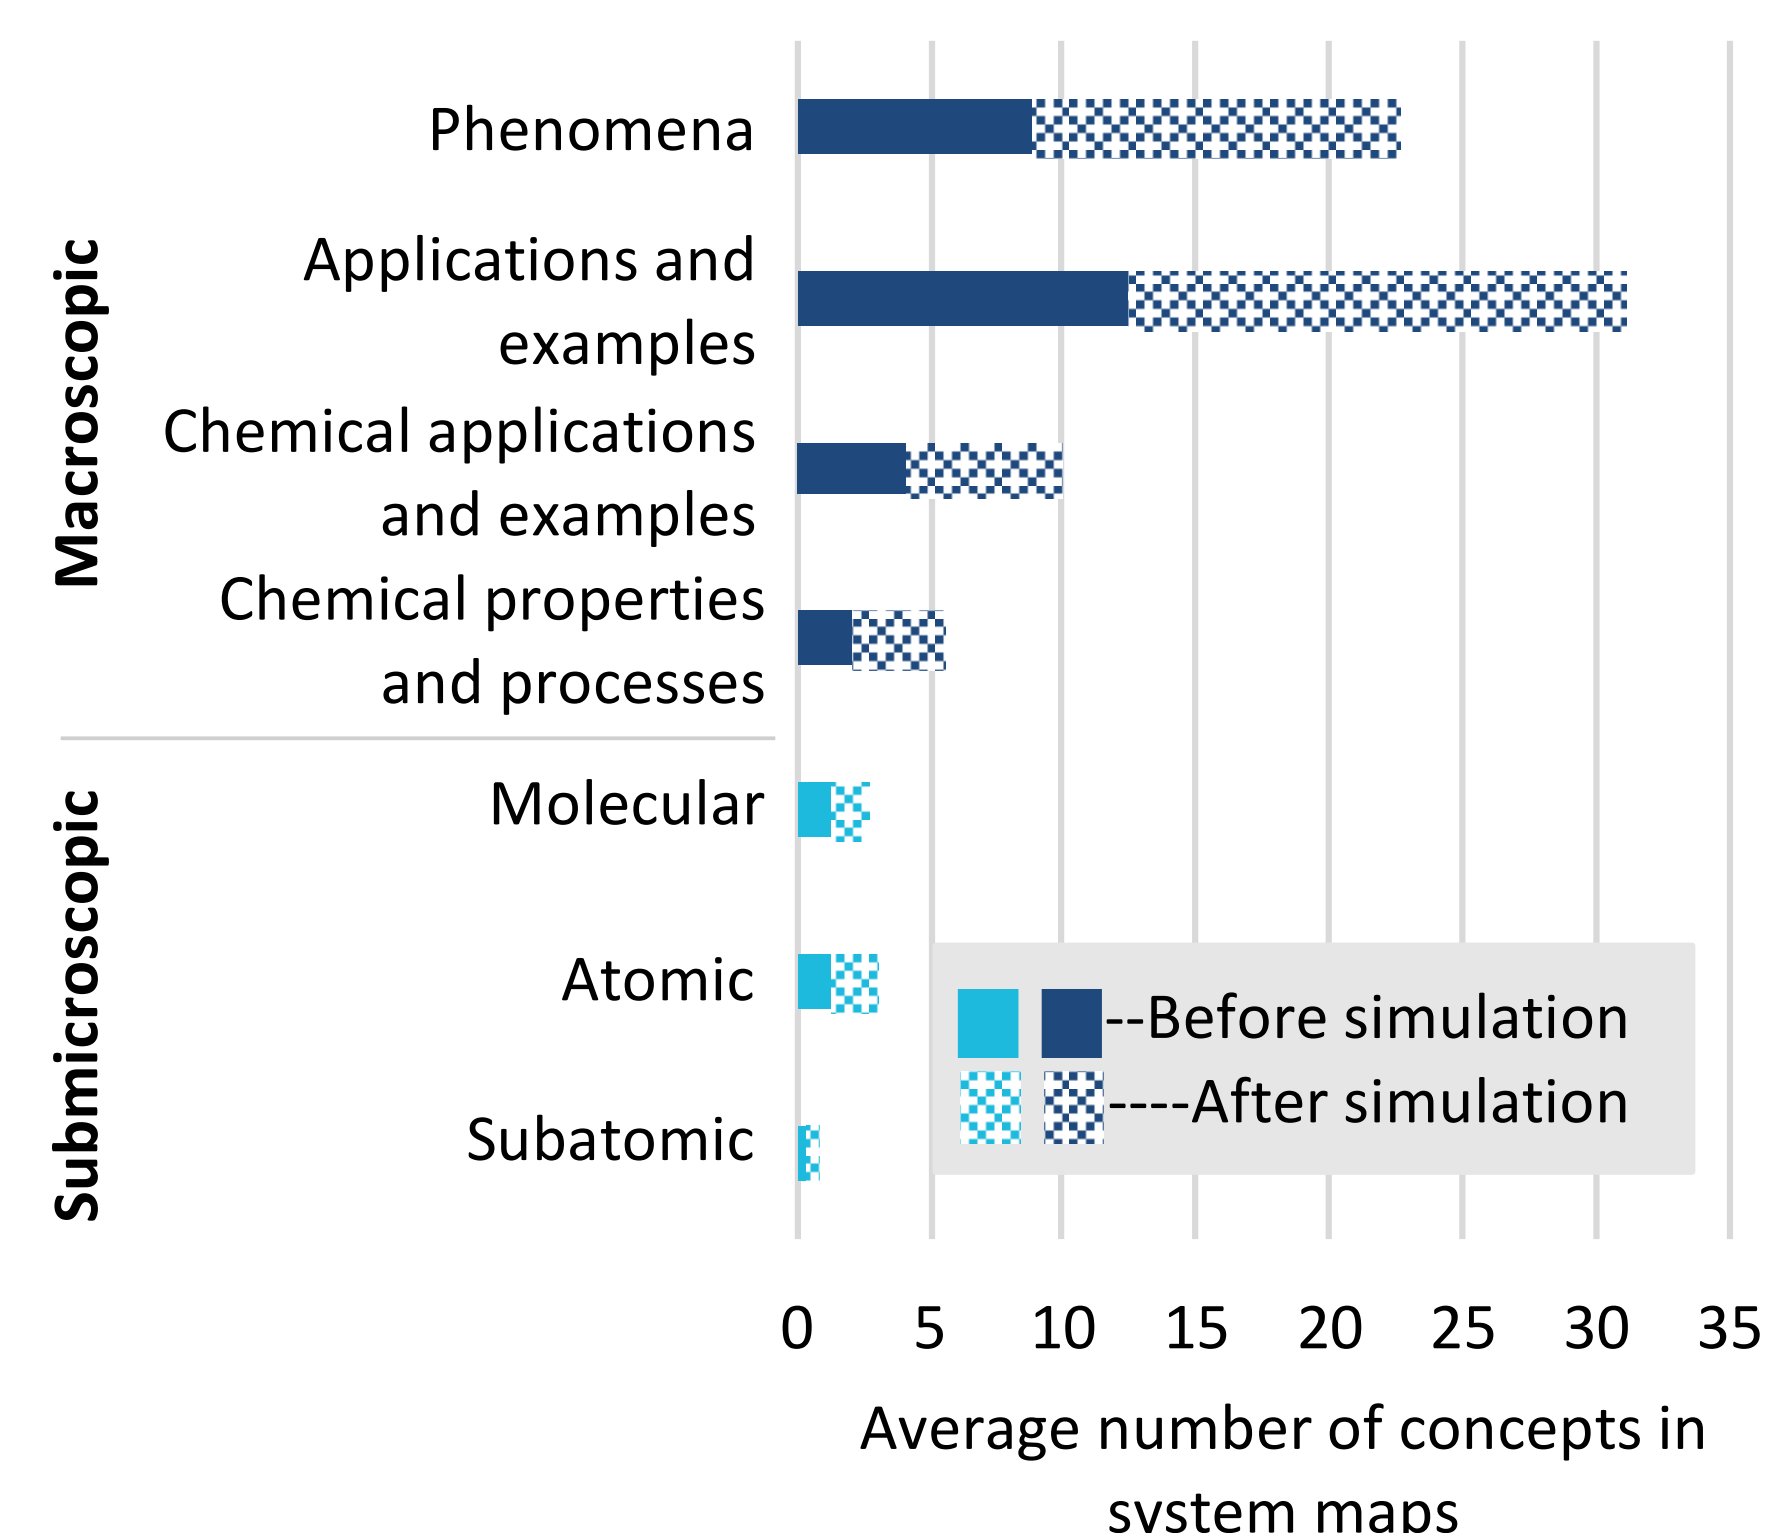 Macroscopic
Phenomena
Applications and
examples
Chemical applications
and examples
Chemical properties
and processes
Submicroscopic
Molecular
Atomic
Subatomic
--Before simulation
----After simulation
0 5 10 15 20 25 30 35
Average number of concepts in
system maps